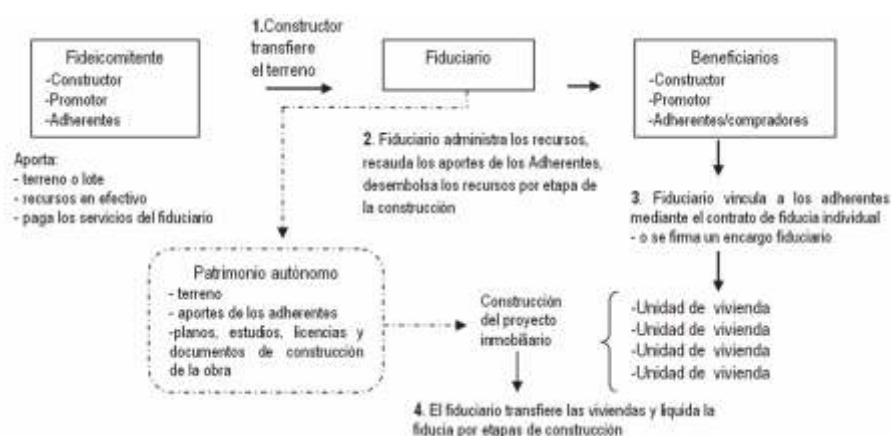 Fideicomitente
-Constructor
-Promotor
-Adherentes
Aporta:
- terreno o lote
- recursos en efectivo
- paga los servicios del fiduciario
1.Constructor
transfiere
el terreno
Fiduciario
Beneficiarios
-Constructor
-Promotor
-Adherentes/compradores
2. Fiduciario administra los recursos,
recauda los aportes de los Adherentes,
desembolsa los recursos por etapa de
la construcción
3. Fiduciario vincula a los adherentes
mediante el contrato de fiducia individual
- o se firma un encargo fiduciario
Patrimonio autónomo
- terreno
- aportes de los adherentes
-planos, estudios, licencias y
documentos de construcción
de la obra
Construcción
del proyecto
inmobiliario
-Unidad de vivienda
-Unidad de vivienda
-Unidad de vivienda
-Unidad de vivienda
4. El fiduciario transfiere las viviendas y liquida la
fiducia por etapas de construcción